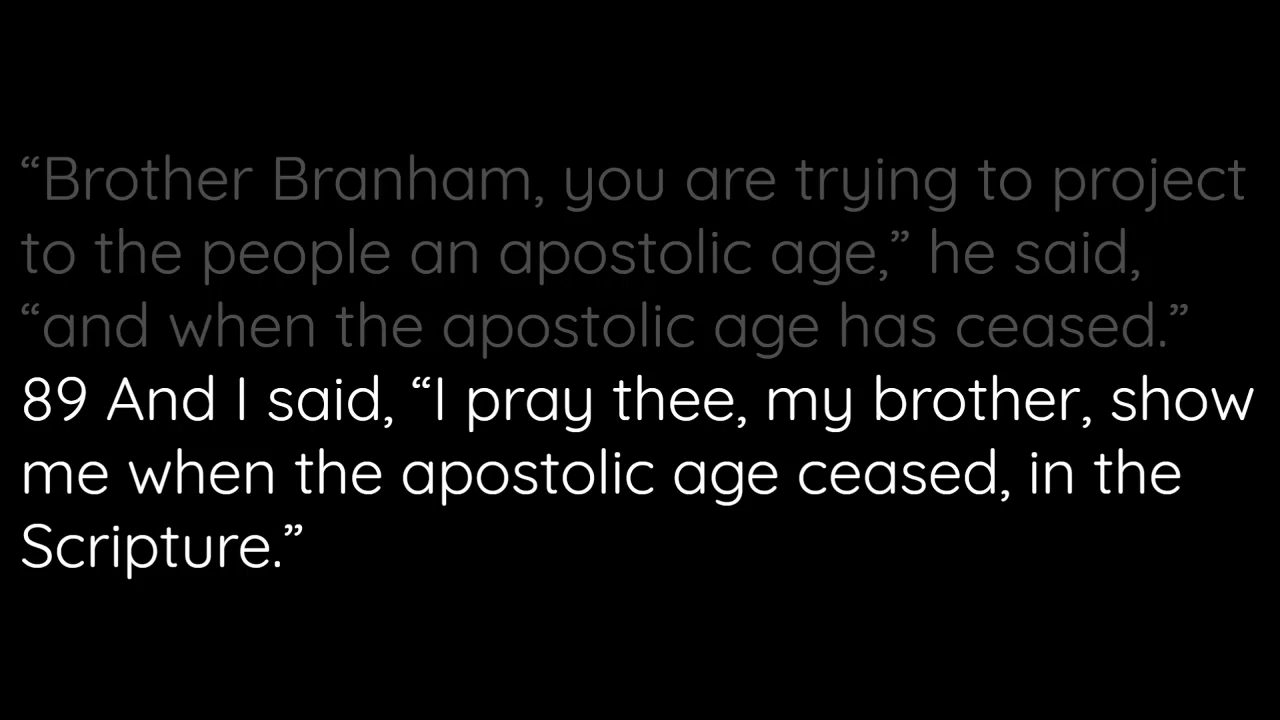 “Brother Branham, you are trying to project
to the people an apostolic age,” he said,
“and when the apostolic age has ceased.”
89 And I said, “I pray thee, my brother, show
me when the apostolic age ceased, in the
Scripture.”